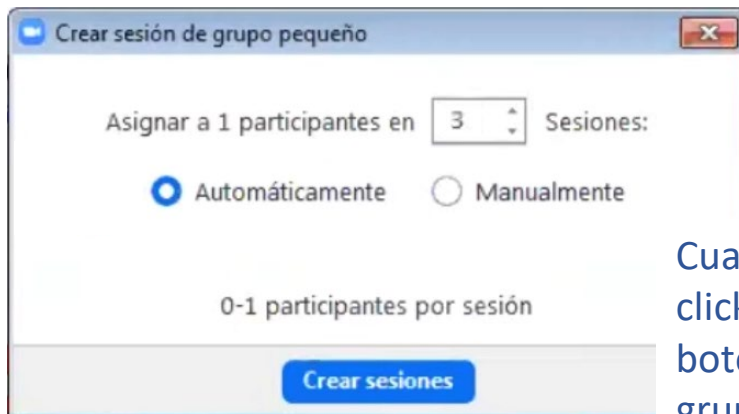 Crear sesión de grupo pequeño
Asignar a 1 participantes en 3 Sesiones:
Automáticamente Manualmente
0-1 participantes por sesión
Crear sesiones